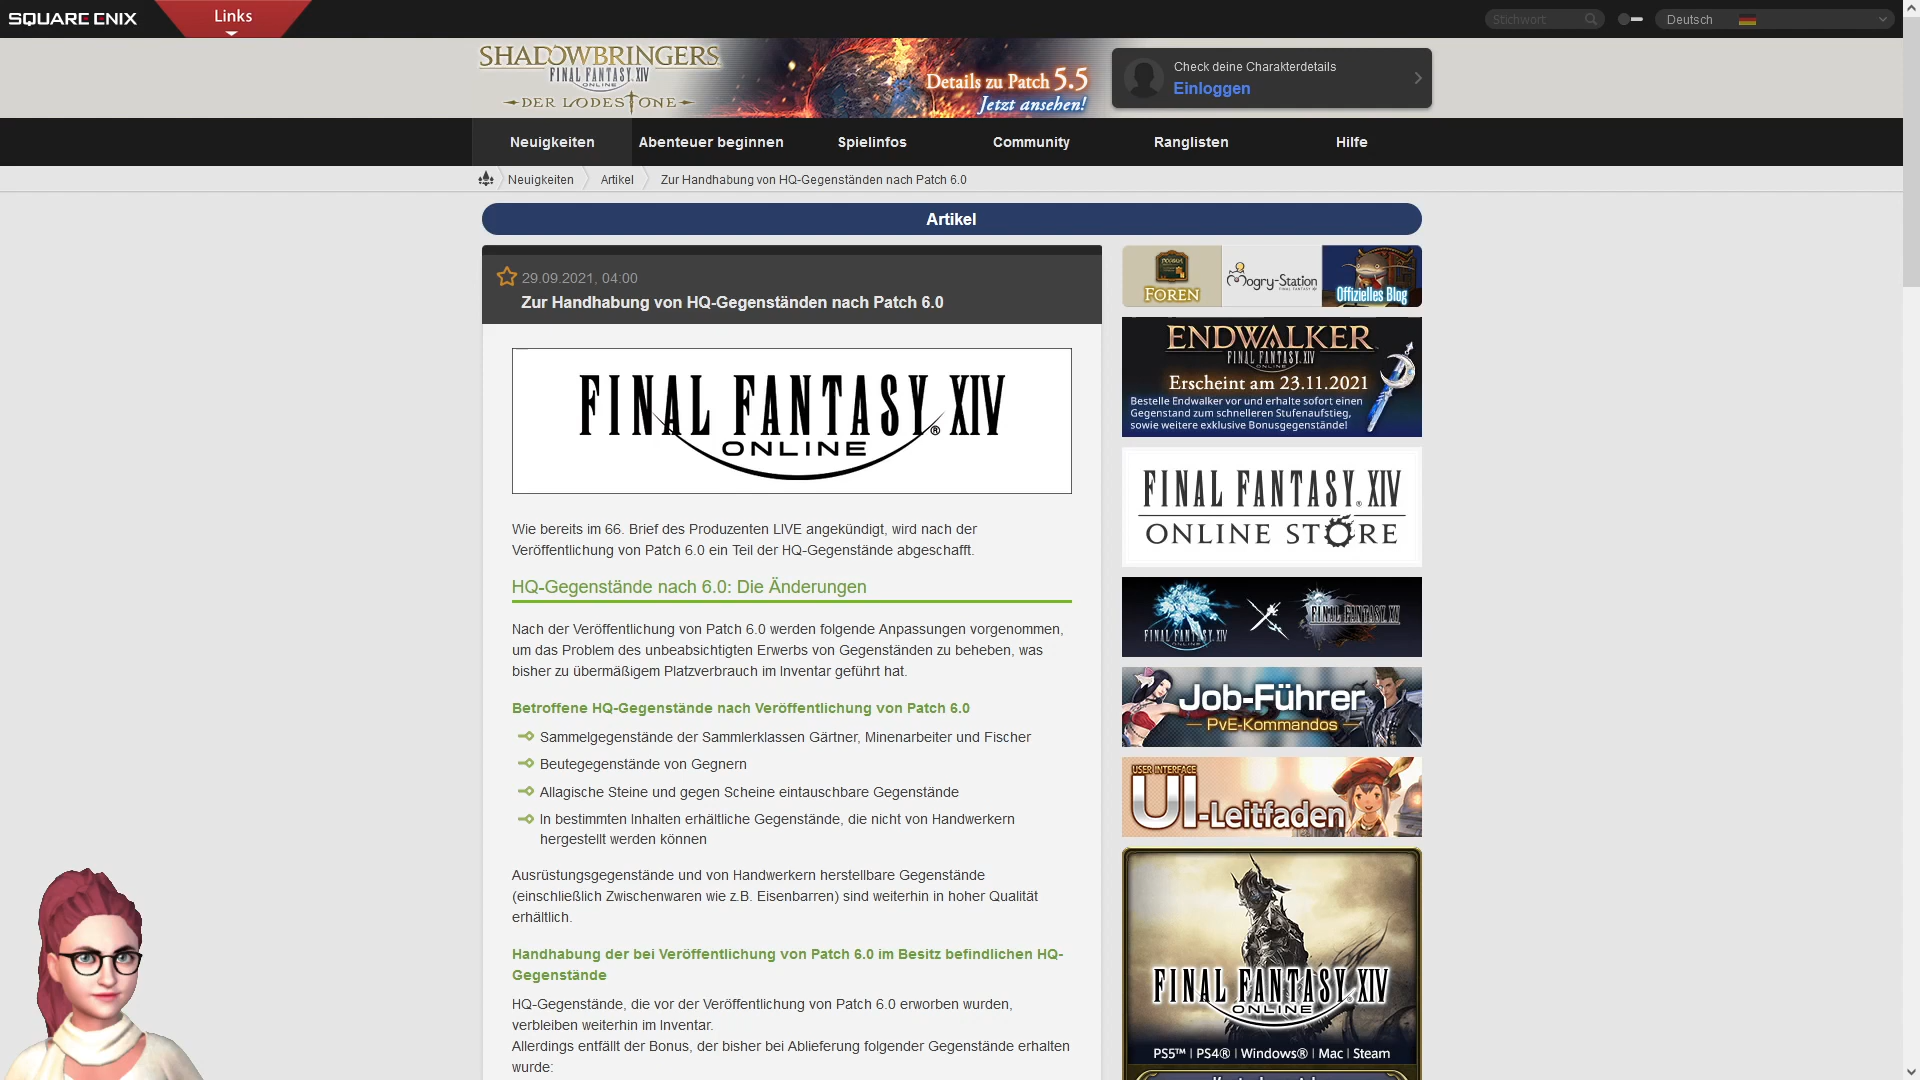 SQUARE ENIX
Links
Stichwort
Deutsch
SHADOWBRINGERS
FINAL FANTASY XIV
ONLINE
DER LODESTONE
Details zu Patch 5.5
Jetzt ansehen!
Check deine Charakterdetails
Einloggen
Neuigkeiten
Abenteuer beginnen
Spielinfos
Community
Ranglisten
Hilfe
Neuigkeiten
Artikel
Zur Handhabung von HQ-Gegenständen nach Patch 6.0
Artikel
29.09.2021, 04:00
Zur Handhabung von HQ-Gegenständen nach Patch 6.0
FINAL FANTASY® XIV
ONLINE
Wie bereits im 66. Brief des Produzenten LIVE angekündigt, wird nach der
Veröffentlichung von Patch 6.0 ein Teil der HQ-Gegenstände abgeschafft.
HQ-Gegenstände nach 6.0: Die Änderungen
Nach der Veröffentlichung von Patch 6.0 werden folgende Anpassungen vorgenommen,
um das Problem des unbeabsichtigten Erwerbs von Gegenständen zu beheben, was
bisher zu übermäßigem Platzverbrauch im Inventar geführt hat.
Betroffene HQ-Gegenstände nach Veröffentlichung von Patch 6.0
Sammelgegenstände der Sammlerklassen Gärtner, Minenarbeiter und Fischer
Beutegegenstände von Gegnern
Allagische Steine und gegen Scheine eintauschbare Gegenstände
In bestimmten Inhalten erhältliche Gegenstände, die nicht von Handwerkern
hergestellt werden können
Ausrüstungsgegenstände und von Handwerkern herstellbare Gegenstände
(einschließlich Zwischenwaren wie z.B. Eisenbarren) sind weiterhin in hoher Qualität
erhältlich.
Handhabung der bei Veröffentlichung von Patch 6.0 im Besitz befindlichen HQ-
Gegenstände
HQ-Gegenstände, die vor der Veröffentlichung von Patch 6.0 erworben wurden,
verbleiben weiterhin im Inventar.
Allerdings entfällt der Bonus, der bisher bei Ablieferung folgender Gegenstände erhalten
wurde:
FOREN
Mogry-Station
Offizielles Blog
ENDWALKER™
FINAL FANTASY XIV
ONLINE
Erscheint am 23.11.2021
Bestelle Endwalker vor und erhalte sofort einen
Gegenstand zum schnelleren Stufenaufstieg,
sowie weitere exklusive Bonusgegenstände!
FINAL FANTASY® XIV
ONLINE STORE
FINAL FANTASY XIV
ONLINE
FINAL FANTASY XV
Job-Führer
PvE-Kommandos
USER INTERFACE
UI-Leitfaden
FINAL FANTASY XIV
ONLINE
PS5™ | PS4® | Windows® | Mac | Steam